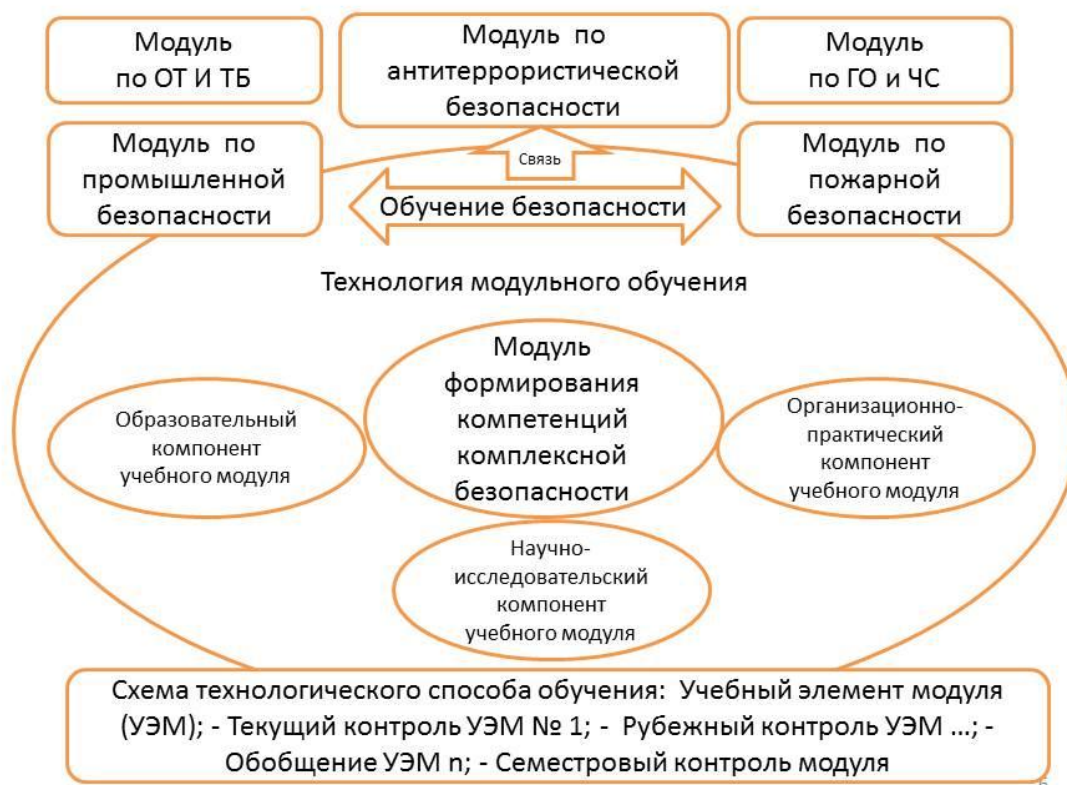 Модуль
по ОТ И ТБ
Модуль по
антитеррористической
безопасности
Модуль
по ГО и ЧС
Модуль по
промышленной
безопасности
Связь
Обучение безопасности
Модуль по
пожарной
безопасности
Технология модульного обучения
Модуль
формирования
компетенций
комплексной
безопасности
Образовательный
компонент
учебного модуля
Организационно-
практический
компонент
учебного модуля
Научно-
исследовательский
компонент
учебного модуля
Схема технологического способа обучения: Учебный элемент модуля
(УЭМ); - Текущий контроль УЭМ № 1; - Рубежный контроль УЭМ ...; -
Обобщение УЭМ n; - Семестровый контроль модуля